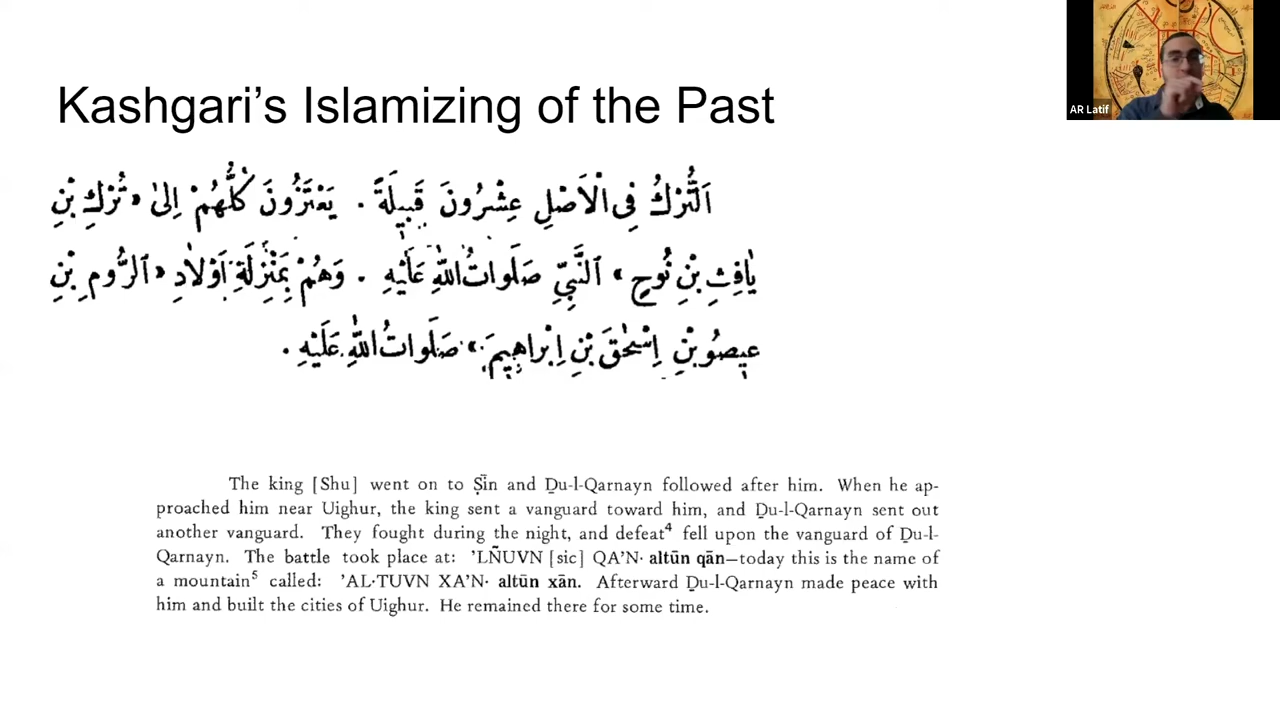 Kashgari’s Islamizing of the Past
AR Latif
اَلتُّرْكُ فِى الْاَصْلِ عِشْرُونَ قَبِيلَةً . يَعْتَزُونَ كُلُّهُمْ اِلىٰ «تُرْكِ بْنِ
يٰافِثِ بْنِ نُوحٍ» اَلنَّبِىِّ صَلَواتُ اللّٰهِ عَلَيْهِ . وَهُمْ بِمَنْزِلَةِ اَوْلٰادِ «اَلرُّومِ بْنِ
عيصُو بْنِ اِسْحٰقَ بْنِ اِبْراهِيمَ» صَلَواتُ اللّٰهِ عَلَيْهِ .
The king [Shu] went on to Ṣīn and Ḏu-l-Qarnayn followed after him. When he ap-
proached him near Uighur, the king sent a vanguard toward him, and Ḏu-l-Qarnayn sent out
another vanguard. They fought during the night, and defeat⁴ fell upon the vanguard of Ḏu-l-
Qarnayn. The battle took place at: ’LÑUVN [sic] QA’N· altūn qān—today this is the name of
a mountain⁵ called: ’AL·TUVN XA’N· altūn xān. Afterward Ḏu-l-Qarnayn made peace with
him and built the cities of Uighur. He remained there for some time.